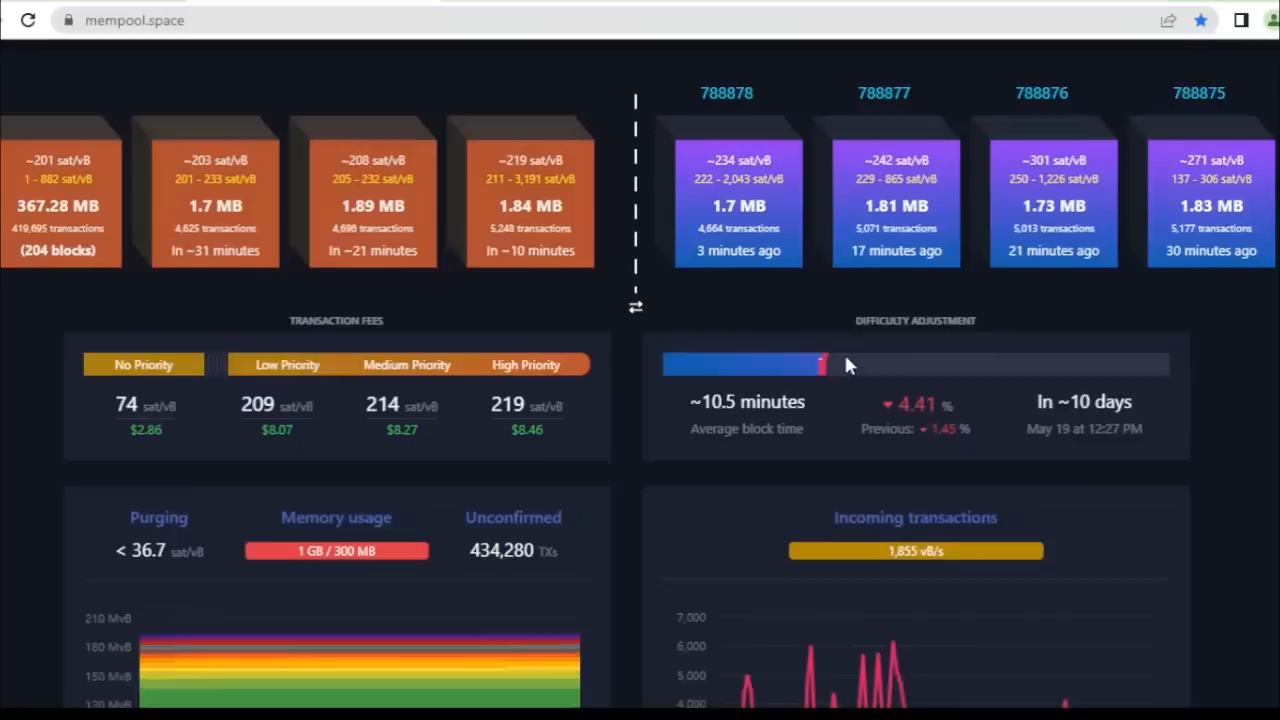 mempool.space
788878 788877 788876 788875
~201 sat/vB ~203 sat/vB ~208 sat/vB ~219 sat/vB ~234 sat/vB ~242 sat/vB ~301 sat/vB ~271 sat/vB
1 - 882 sat/vB 201 - 233 sat/vB 205 - 232 sat/vB 211 - 3,191 sat/vB 222 - 2,043 sat/vB 229 - 865 sat/vB 250 - 1,226 sat/vB 137 - 306 sat/vB
367.28 MB 1.7 MB 1.89 MB 1.84 MB 1.7 MB 1.81 MB 1.73 MB 1.83 MB
419,695 transactions 4,625 transactions 4,696 transactions 5,248 transactions 4,664 transactions 5,071 transactions 5,013 transactions 5,177 transactions
(204 blocks) In ~31 minutes In ~21 minutes In ~10 minutes 3 minutes ago 17 minutes ago 21 minutes ago 30 minutes ago
TRANSACTION FEES DIFFICULTY ADJUSTMENT
No Priority Low Priority Medium Priority High Priority
74 sat/vB 209 sat/vB 214 sat/vB 219 sat/vB ~10.5 minutes 4.41 % In ~10 days
$2.86 $8.07 $8.27 $8.46 Average block time Previous: 1.45 % May 19 at 12:27 PM
Purging Memory usage Unconfirmed Incoming transactions
< 36.7 sat/vB 1 GB / 300 MB 434,280 TXs 1,855 vB/s
210 MvB 7,000
180 MvB 6,000
150 MvB 5,000
120 MvB 4,000